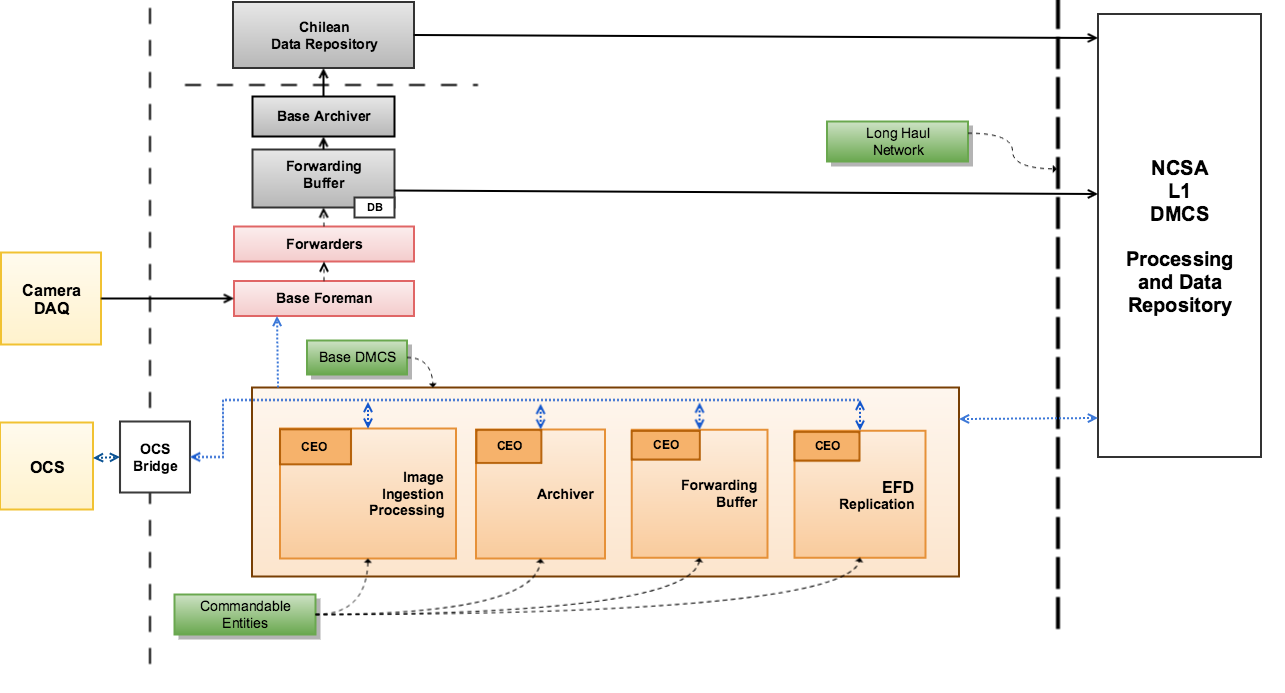 Chilean
Data Repository
Base Archiver
Forwarding
Buffer
DB
Forwarders
Base Foreman
Camera
DAQ
Long Haul
Network
NCSA
L1
DMCS
Processing
and Data
Repository
Base DMCS
OCS
OCS
Bridge
CEO
Image
Ingestion
Processing
CEO
Archiver
CEO
Forwarding
Buffer
CEO
EFD
Replication
Commandable
Entities